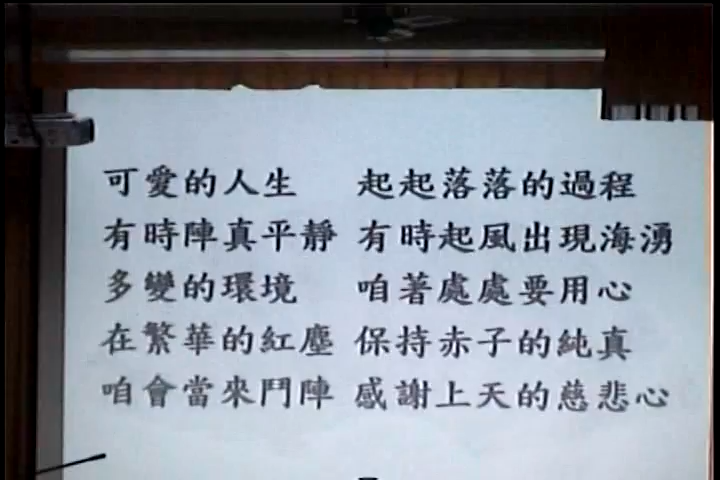 可愛的人生 起起落落的過程
有時陣真平靜 有時起風出現海湧
多變的環境 咱著處處要用心
在繁華的紅塵 保持赤子的純真
咱會當來鬥陣 感謝上天的慈悲心